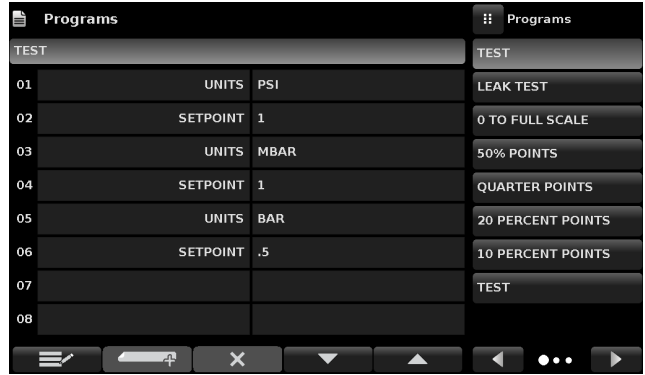 Programs
TEST
01 UNITS PSI
02 SETPOINT 1
03 UNITS MBAR
04 SETPOINT 1
05 UNITS BAR
06 SETPOINT .5
07
08
Programs
TEST
LEAK TEST
0 TO FULL SCALE
50% POINTS
QUARTER POINTS
20 PERCENT POINTS
10 PERCENT POINTS
TEST